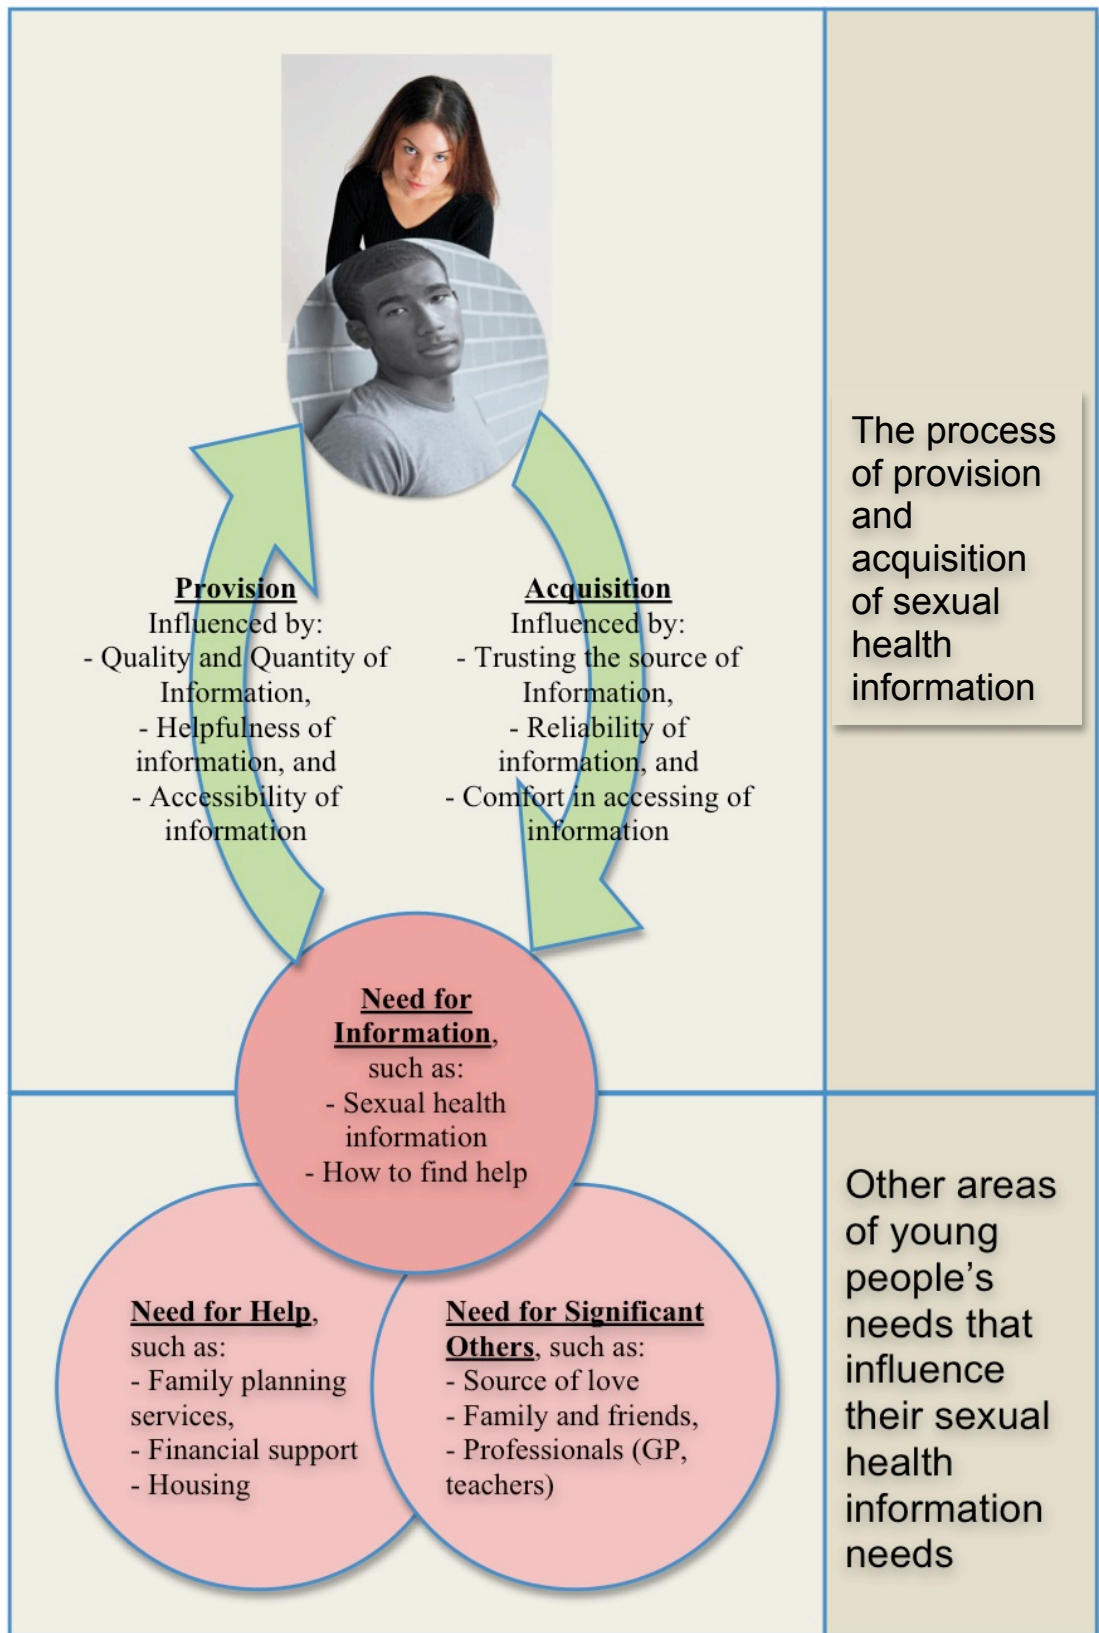 Provision
Influenced by:
- Quality and Quantity of
Information,
- Helpfulness of
information, and
- Accessibility of
information
Acquisition
Influenced by:
- Trusting the source of
Information,
- Reliability of
information, and
- Comfort in accessing of
information
The process
of provision
and
acquisition
of sexual
health
information
Need for
Information,
such as:
- Sexual health
information
- How to find help
Need for Help,
such as:
- Family planning
services,
- Financial support
- Housing
Need for Significant
Others, such as:
- Source of love
- Family and friends,
- Professionals (GP,
teachers)
Other areas
of young
people’s
needs that
influence
their sexual
health
information
needs